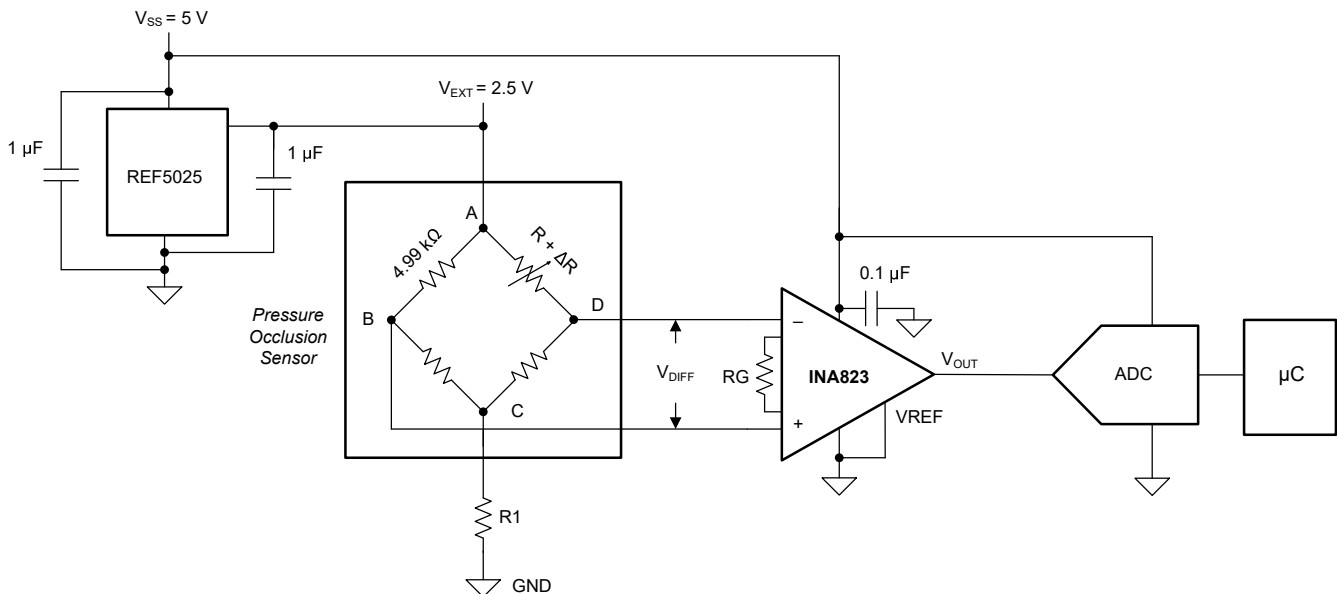 V_SS = 5 V
V_EXT = 2.5 V
1 µF
REF5025
1 µF
A
4.99 kΩ
R + ΔR
B
D
Pressure
Occlusion
Sensor
C
V_DIFF
R1
GND
0.1 µF
–
RG
INA823
+
VREF
V_OUT
ADC
µC